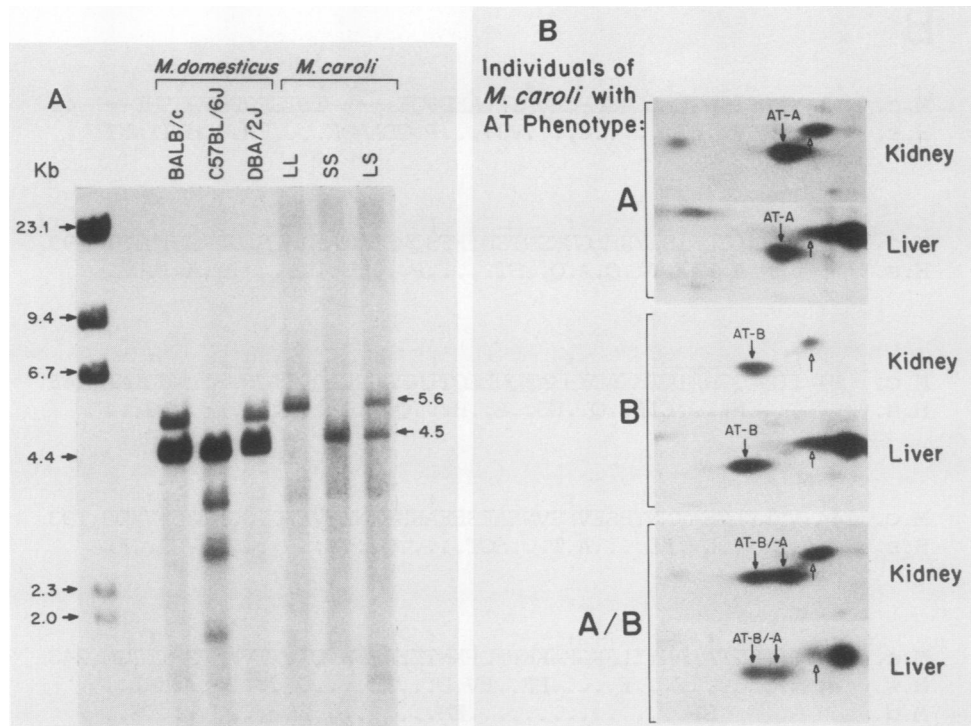 A
M. domesticus
M. caroli
BALB/c
C57BL/6J
DBA/2J
LL
SS
LS
Kb
23.1
9.4
6.7
4.4
2.3
2.0
5.6
4.5
B
Individuals of
M. caroli with
AT Phenotype:
A
AT-A
Kidney
AT-A
Liver
B
AT-B
Kidney
AT-B
Liver
A/B
AT-B/-A
Kidney
AT-B/-A
Liver